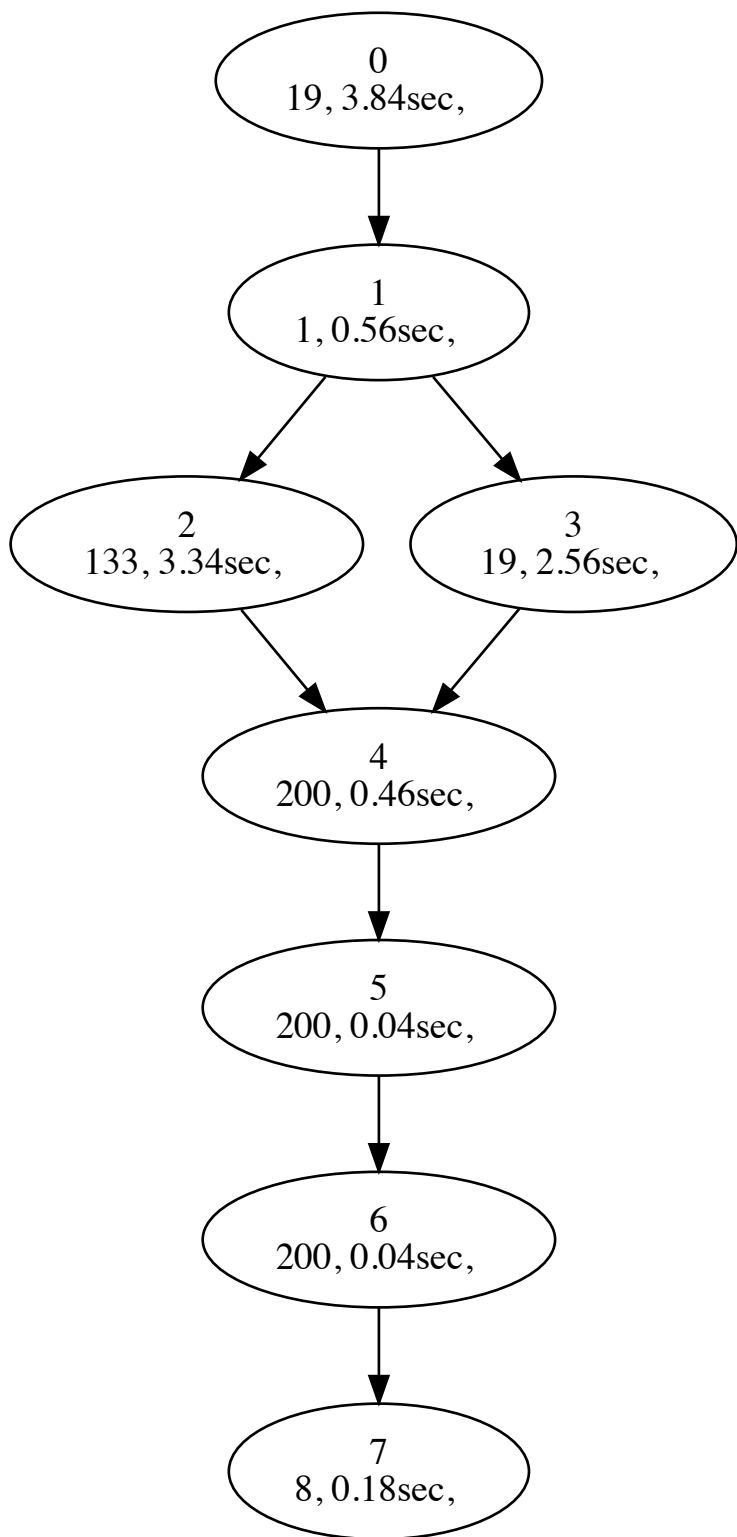 0
19, 3.84sec,
1
1, 0.56sec,
2
133, 3.34sec,
3
19, 2.56sec,
4
200, 0.46sec,
5
200, 0.04sec,
6
200, 0.04sec,
7
8, 0.18sec,